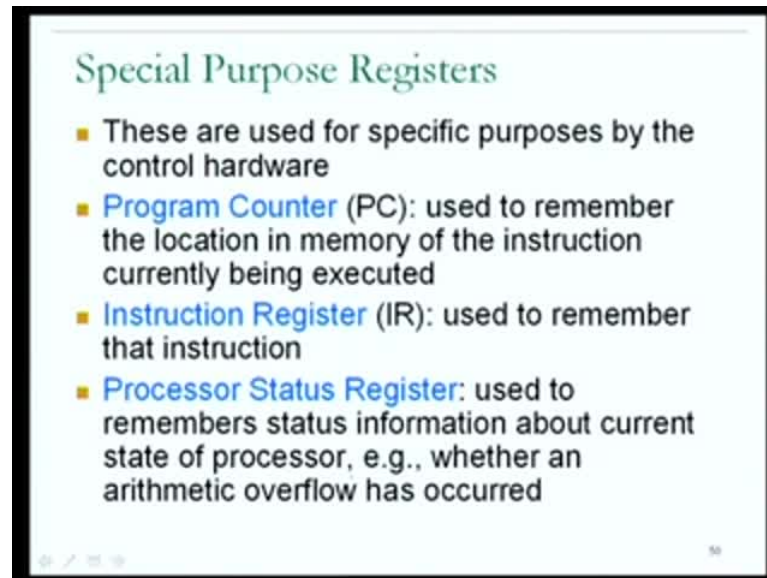 Special Purpose Registers
These are used for specific purposes by the
control hardware
Program Counter (PC): used to remember
the location in memory of the instruction
currently being executed
Instruction Register (IR): used to remember
that instruction
Processor Status Register: used to
remembers status information about current
state of processor, e.g., whether an
arithmetic overflow has occurred
50